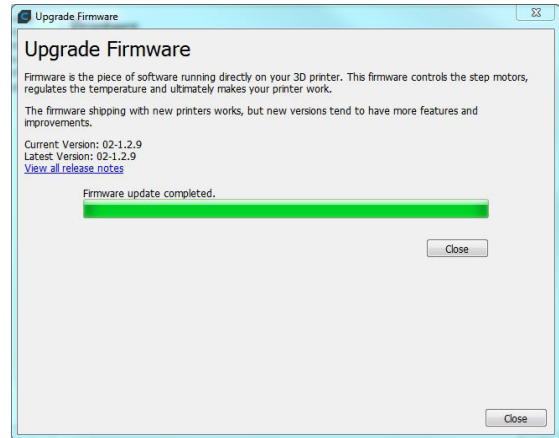 Upgrade Firmware
Upgrade Firmware
Firmware is the piece of software running directly on your 3D printer. This firmware controls the step motors,
regulates the temperature and ultimately makes your printer work.
The firmware shipping with new printers works, but new versions tend to have more features and
improvements.
Current Version: 02-1.2.9
Latest Version: 02-1.2.9
View all release notes
Firmware update completed.
Close
Close